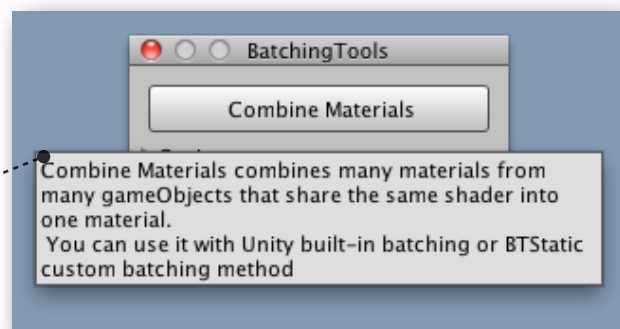 BatchingTools
Combine Materials
Combine Materials combines many materials from
many gameObjects that share the same shader into
one material.
You can use it with Unity built-in batching or BTStatic
custom batching method